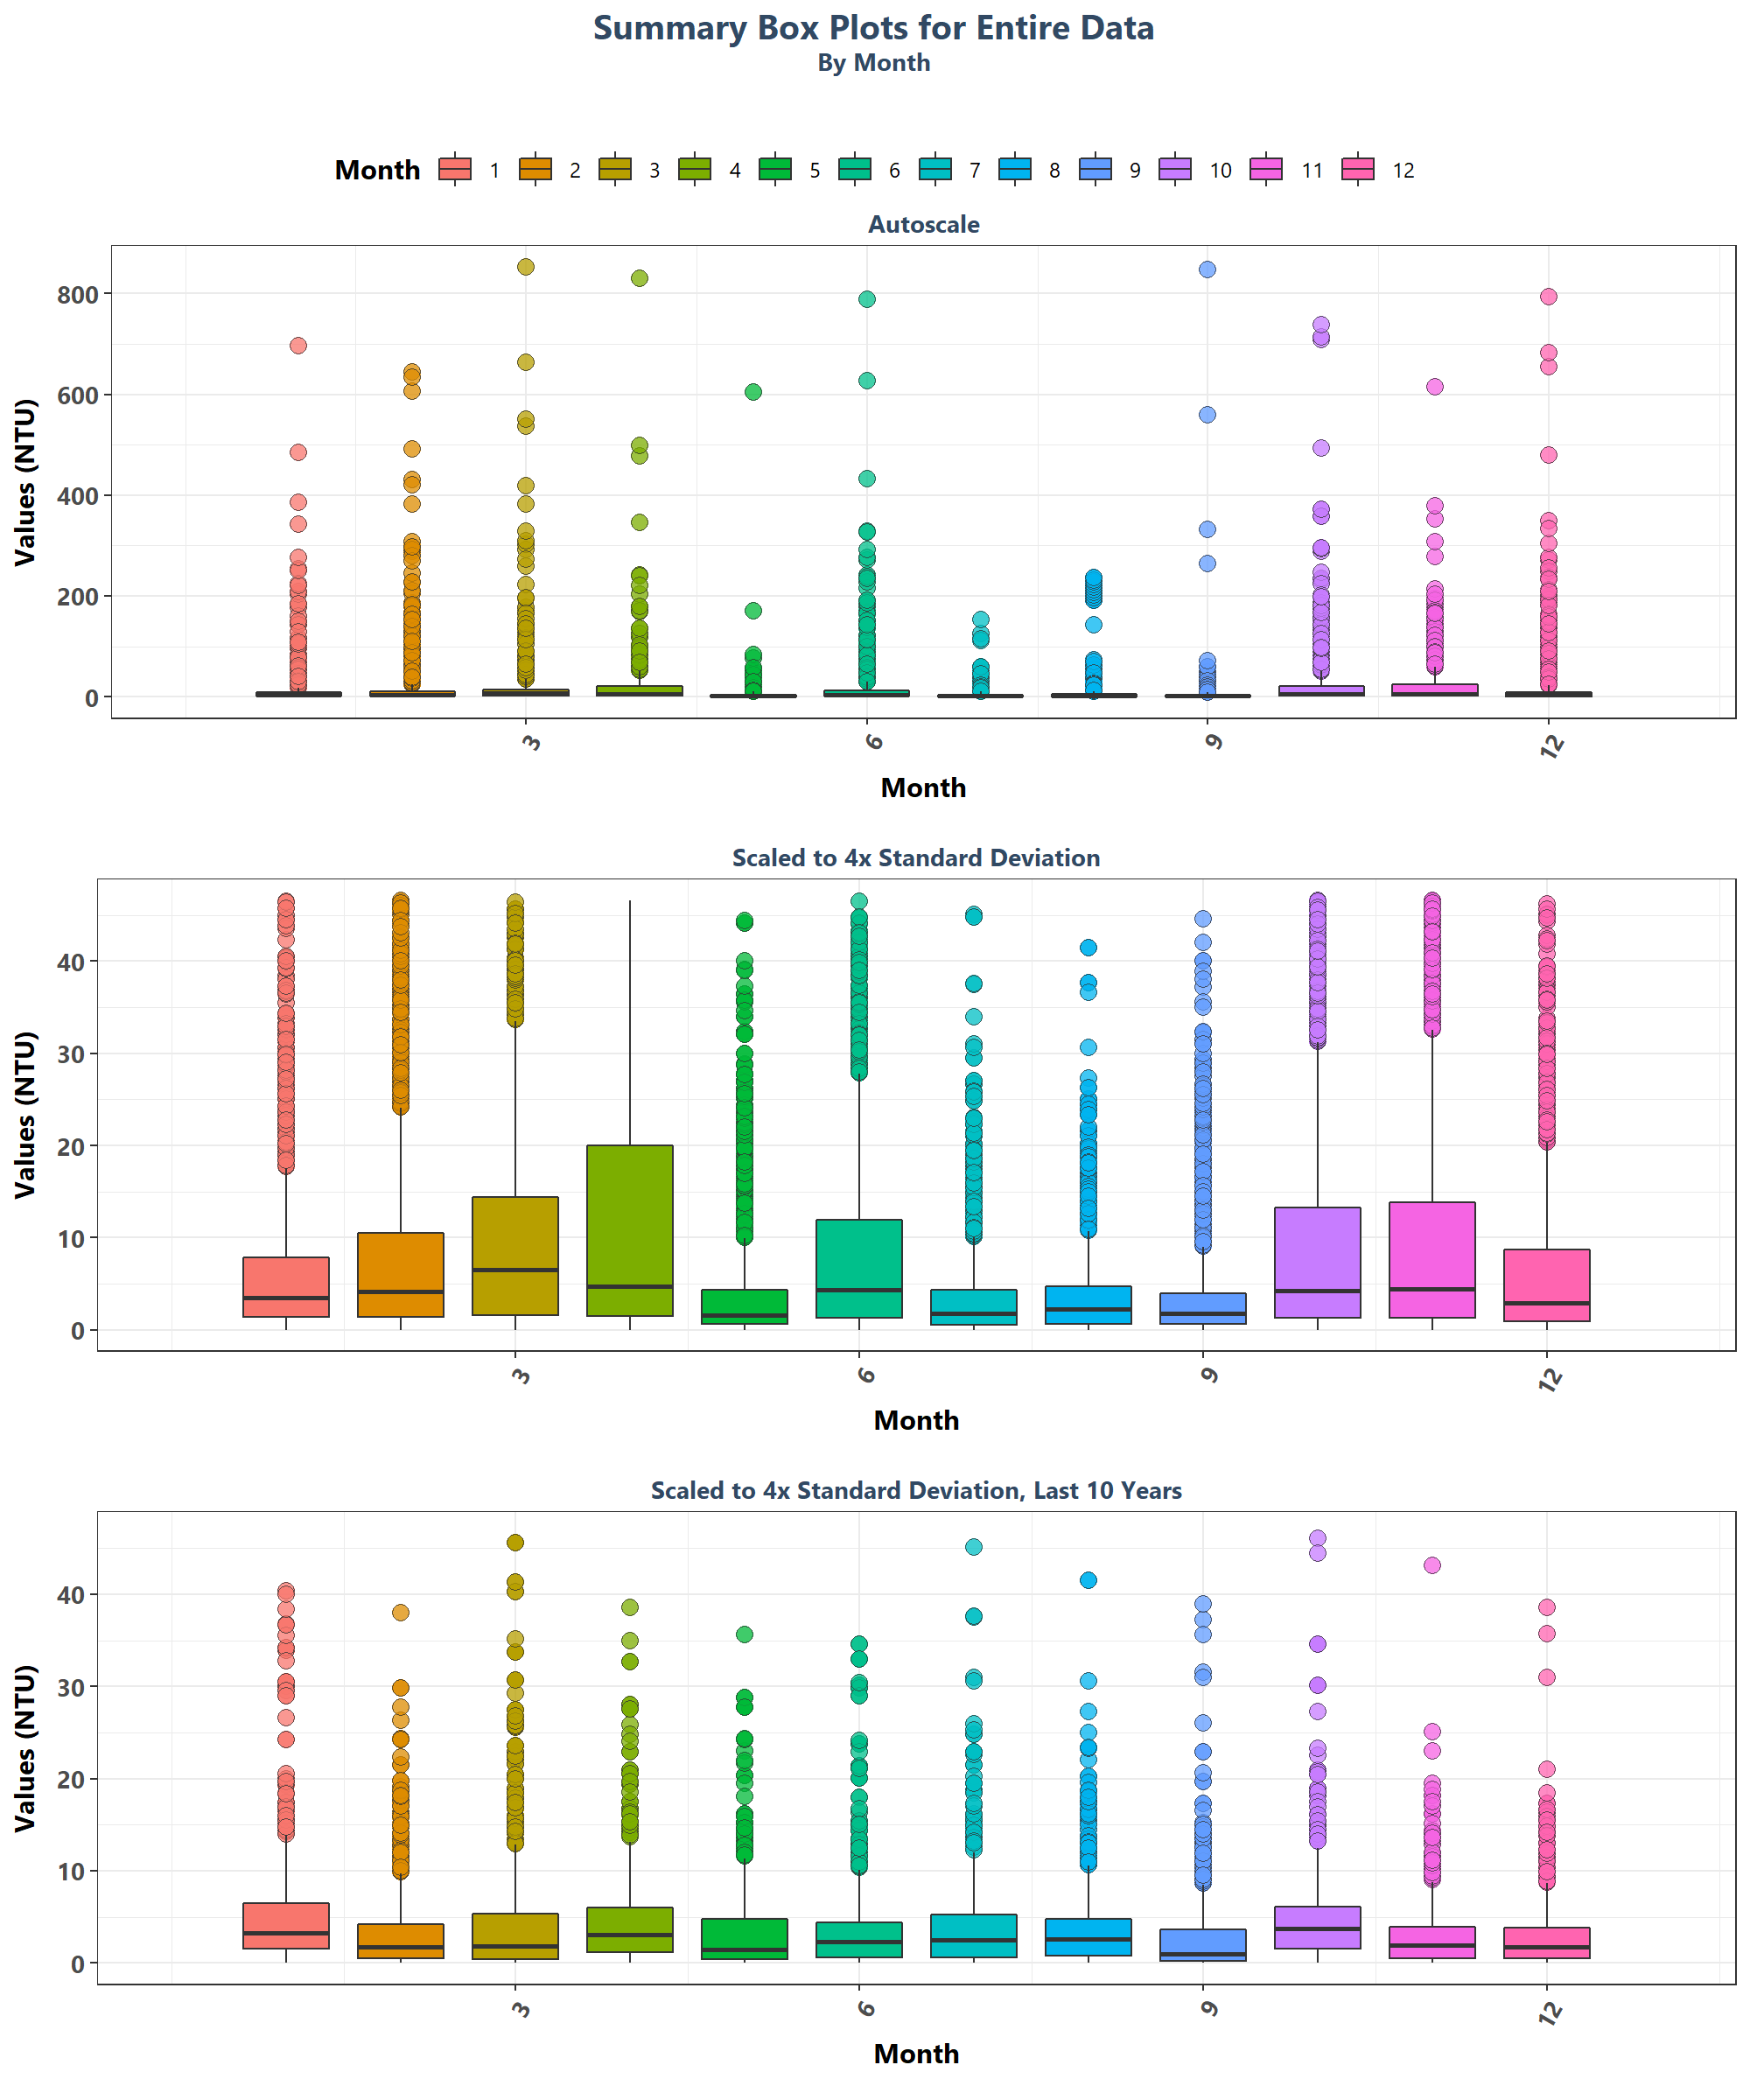 Summary Box Plots for Entire Data
By Month
Month 1 2 3 4 5 6 7 8 9 10 11 12
Autoscale
Values (NTU)
800
600
400
200
0
3 6 9 12
Month
Scaled to 4x Standard Deviation
Values (NTU)
40
30
20
10
0
3 6 9 12
Month
Scaled to 4x Standard Deviation, Last 10 Years
Values (NTU)
40
30
20
10
0
3 6 9 12
Month